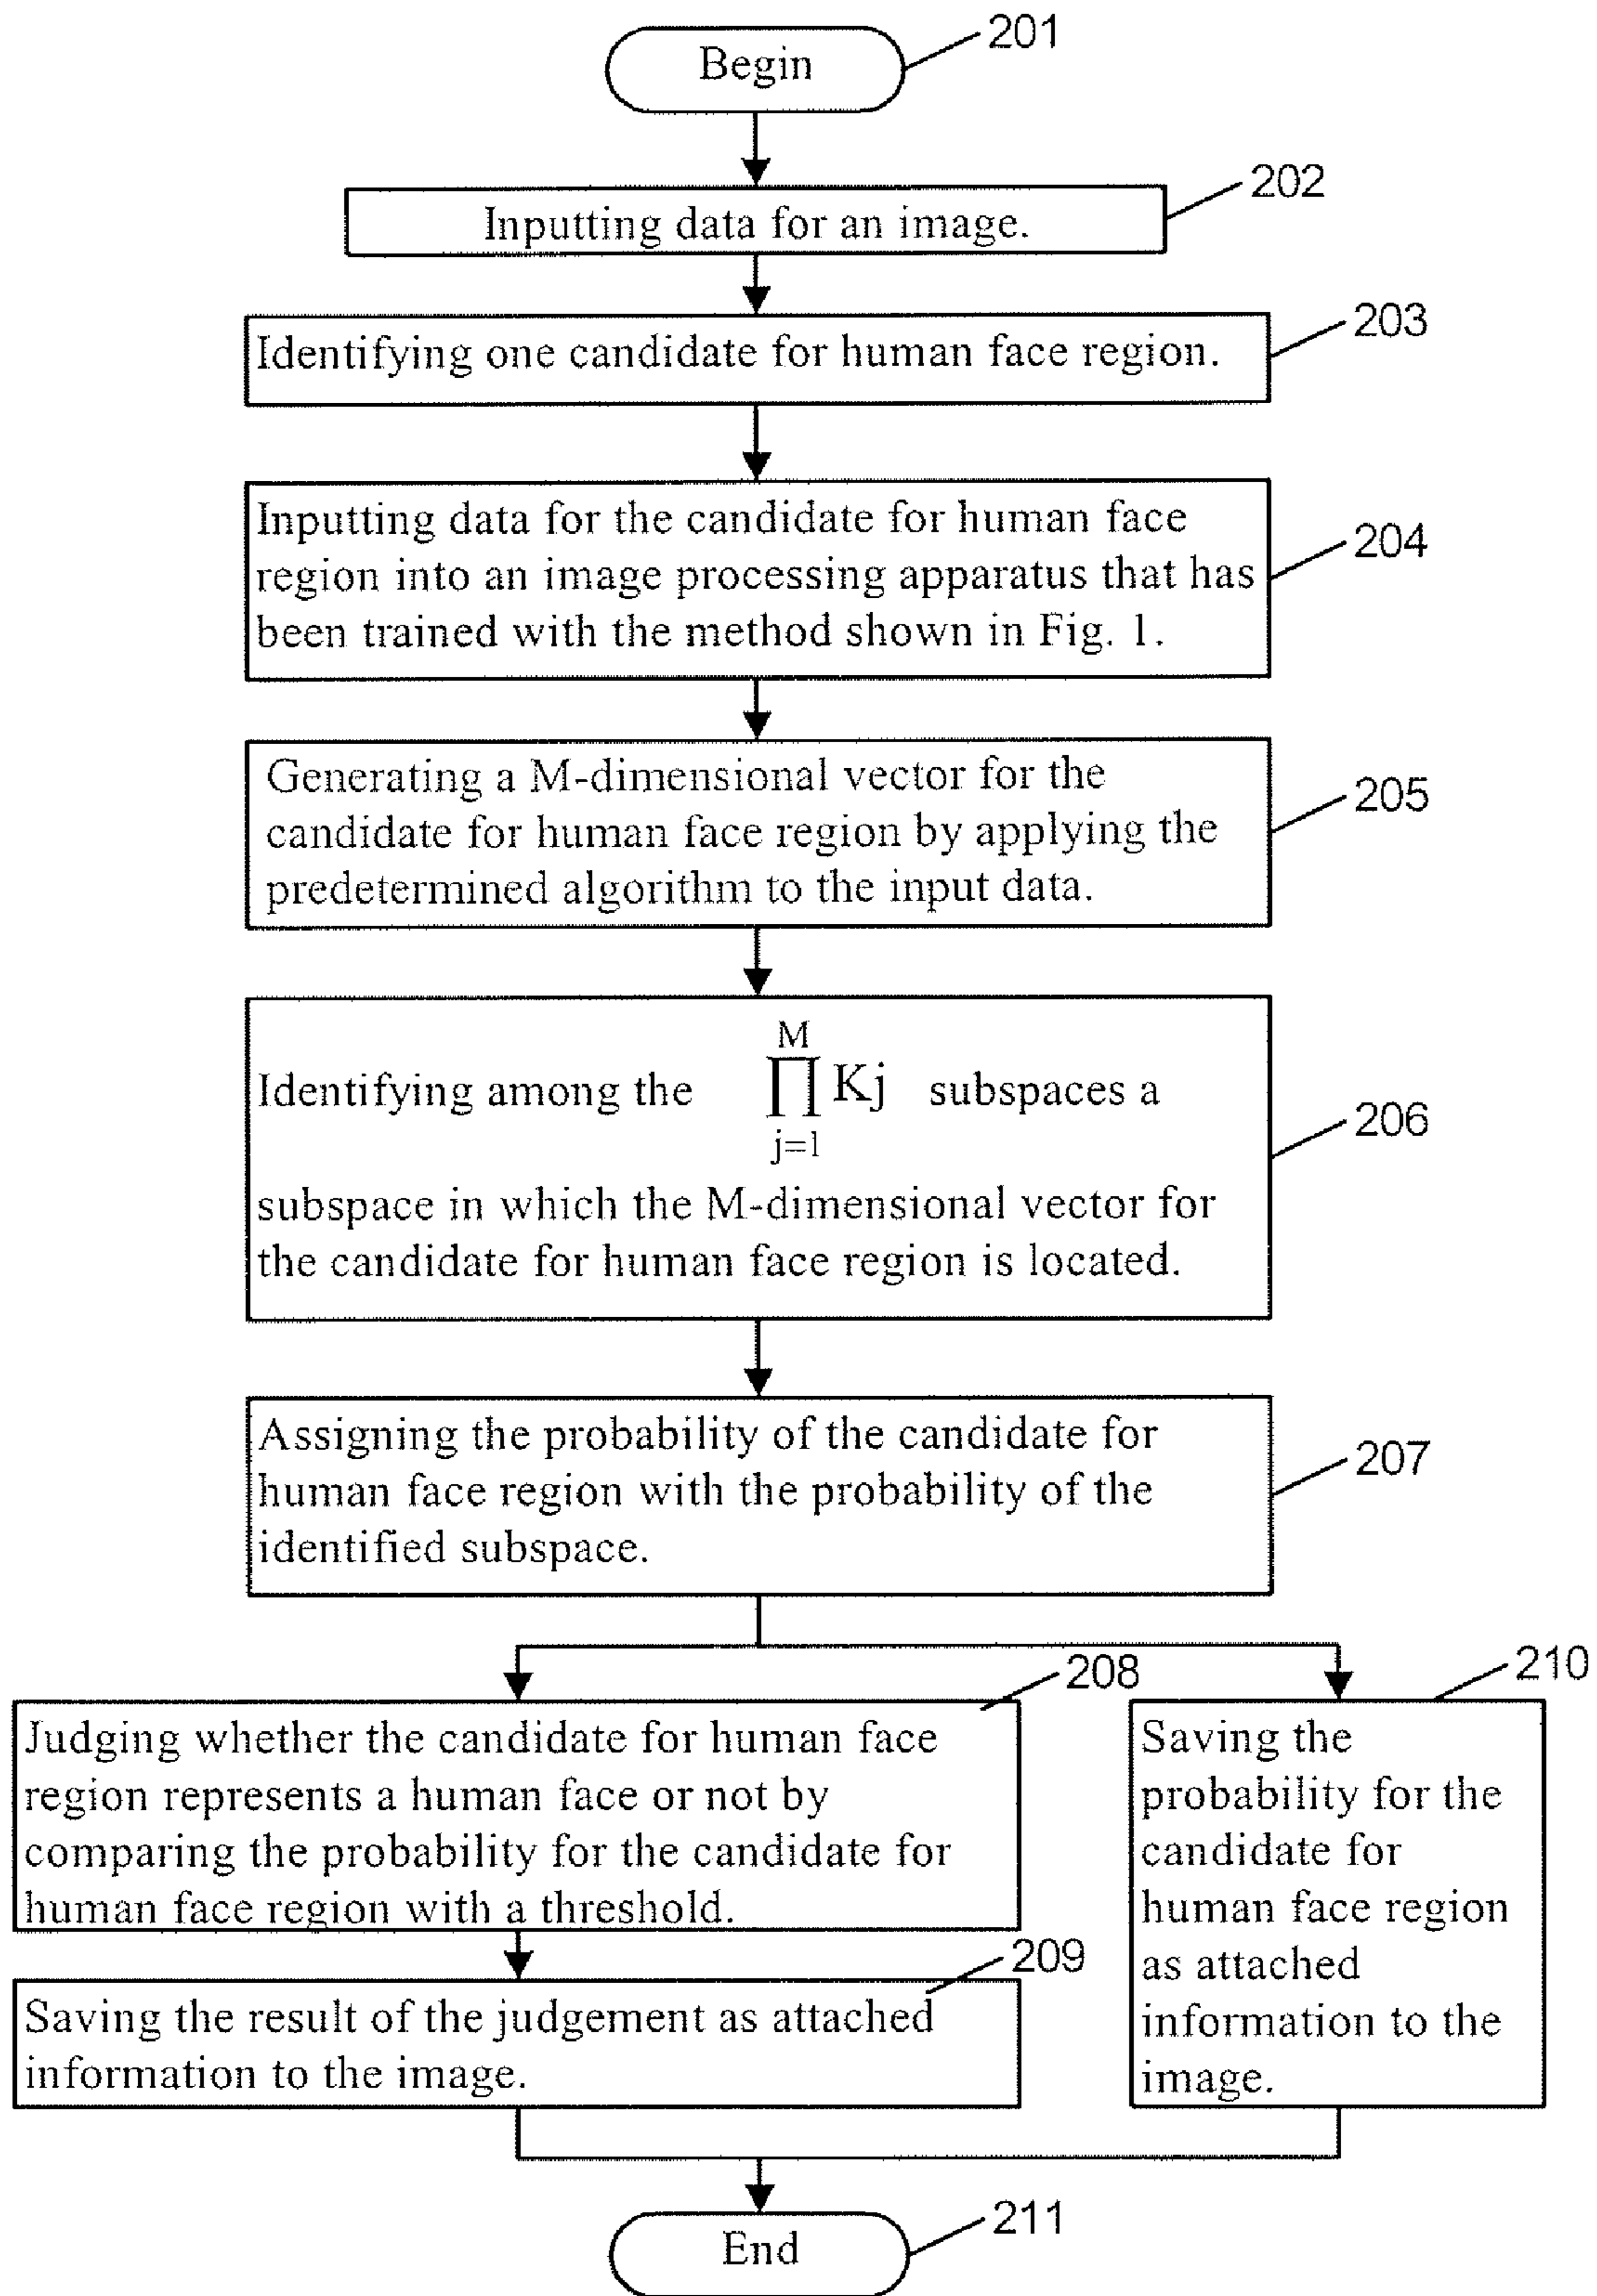 Begin
201
Inputting data for an image.
202
Identifying one candidate for human face region.
203
Inputting data for the candidate for human face
region into an image processing apparatus that has
been trained with the method shown in Fig. 1.
204
Generating a M-dimensional vector for the
candidate for human face region by applying the
predetermined algorithm to the input data.
205
M
Identifying among the ∏ Kj subspaces a
j=1
subspace in which the M-dimensional vector for
the candidate for human face region is located.
206
Assigning the probability of the candidate for
human face region with the probability of the
identified subspace.
207
208
Judging whether the candidate for human face
region represents a human face or not by
comparing the probability for the candidate for
human face region with a threshold.
209
Saving the result of the judgement as attached
information to the image.
210
Saving the
probability for the
candidate for
human face region
as attached
information to the
image.
End
211